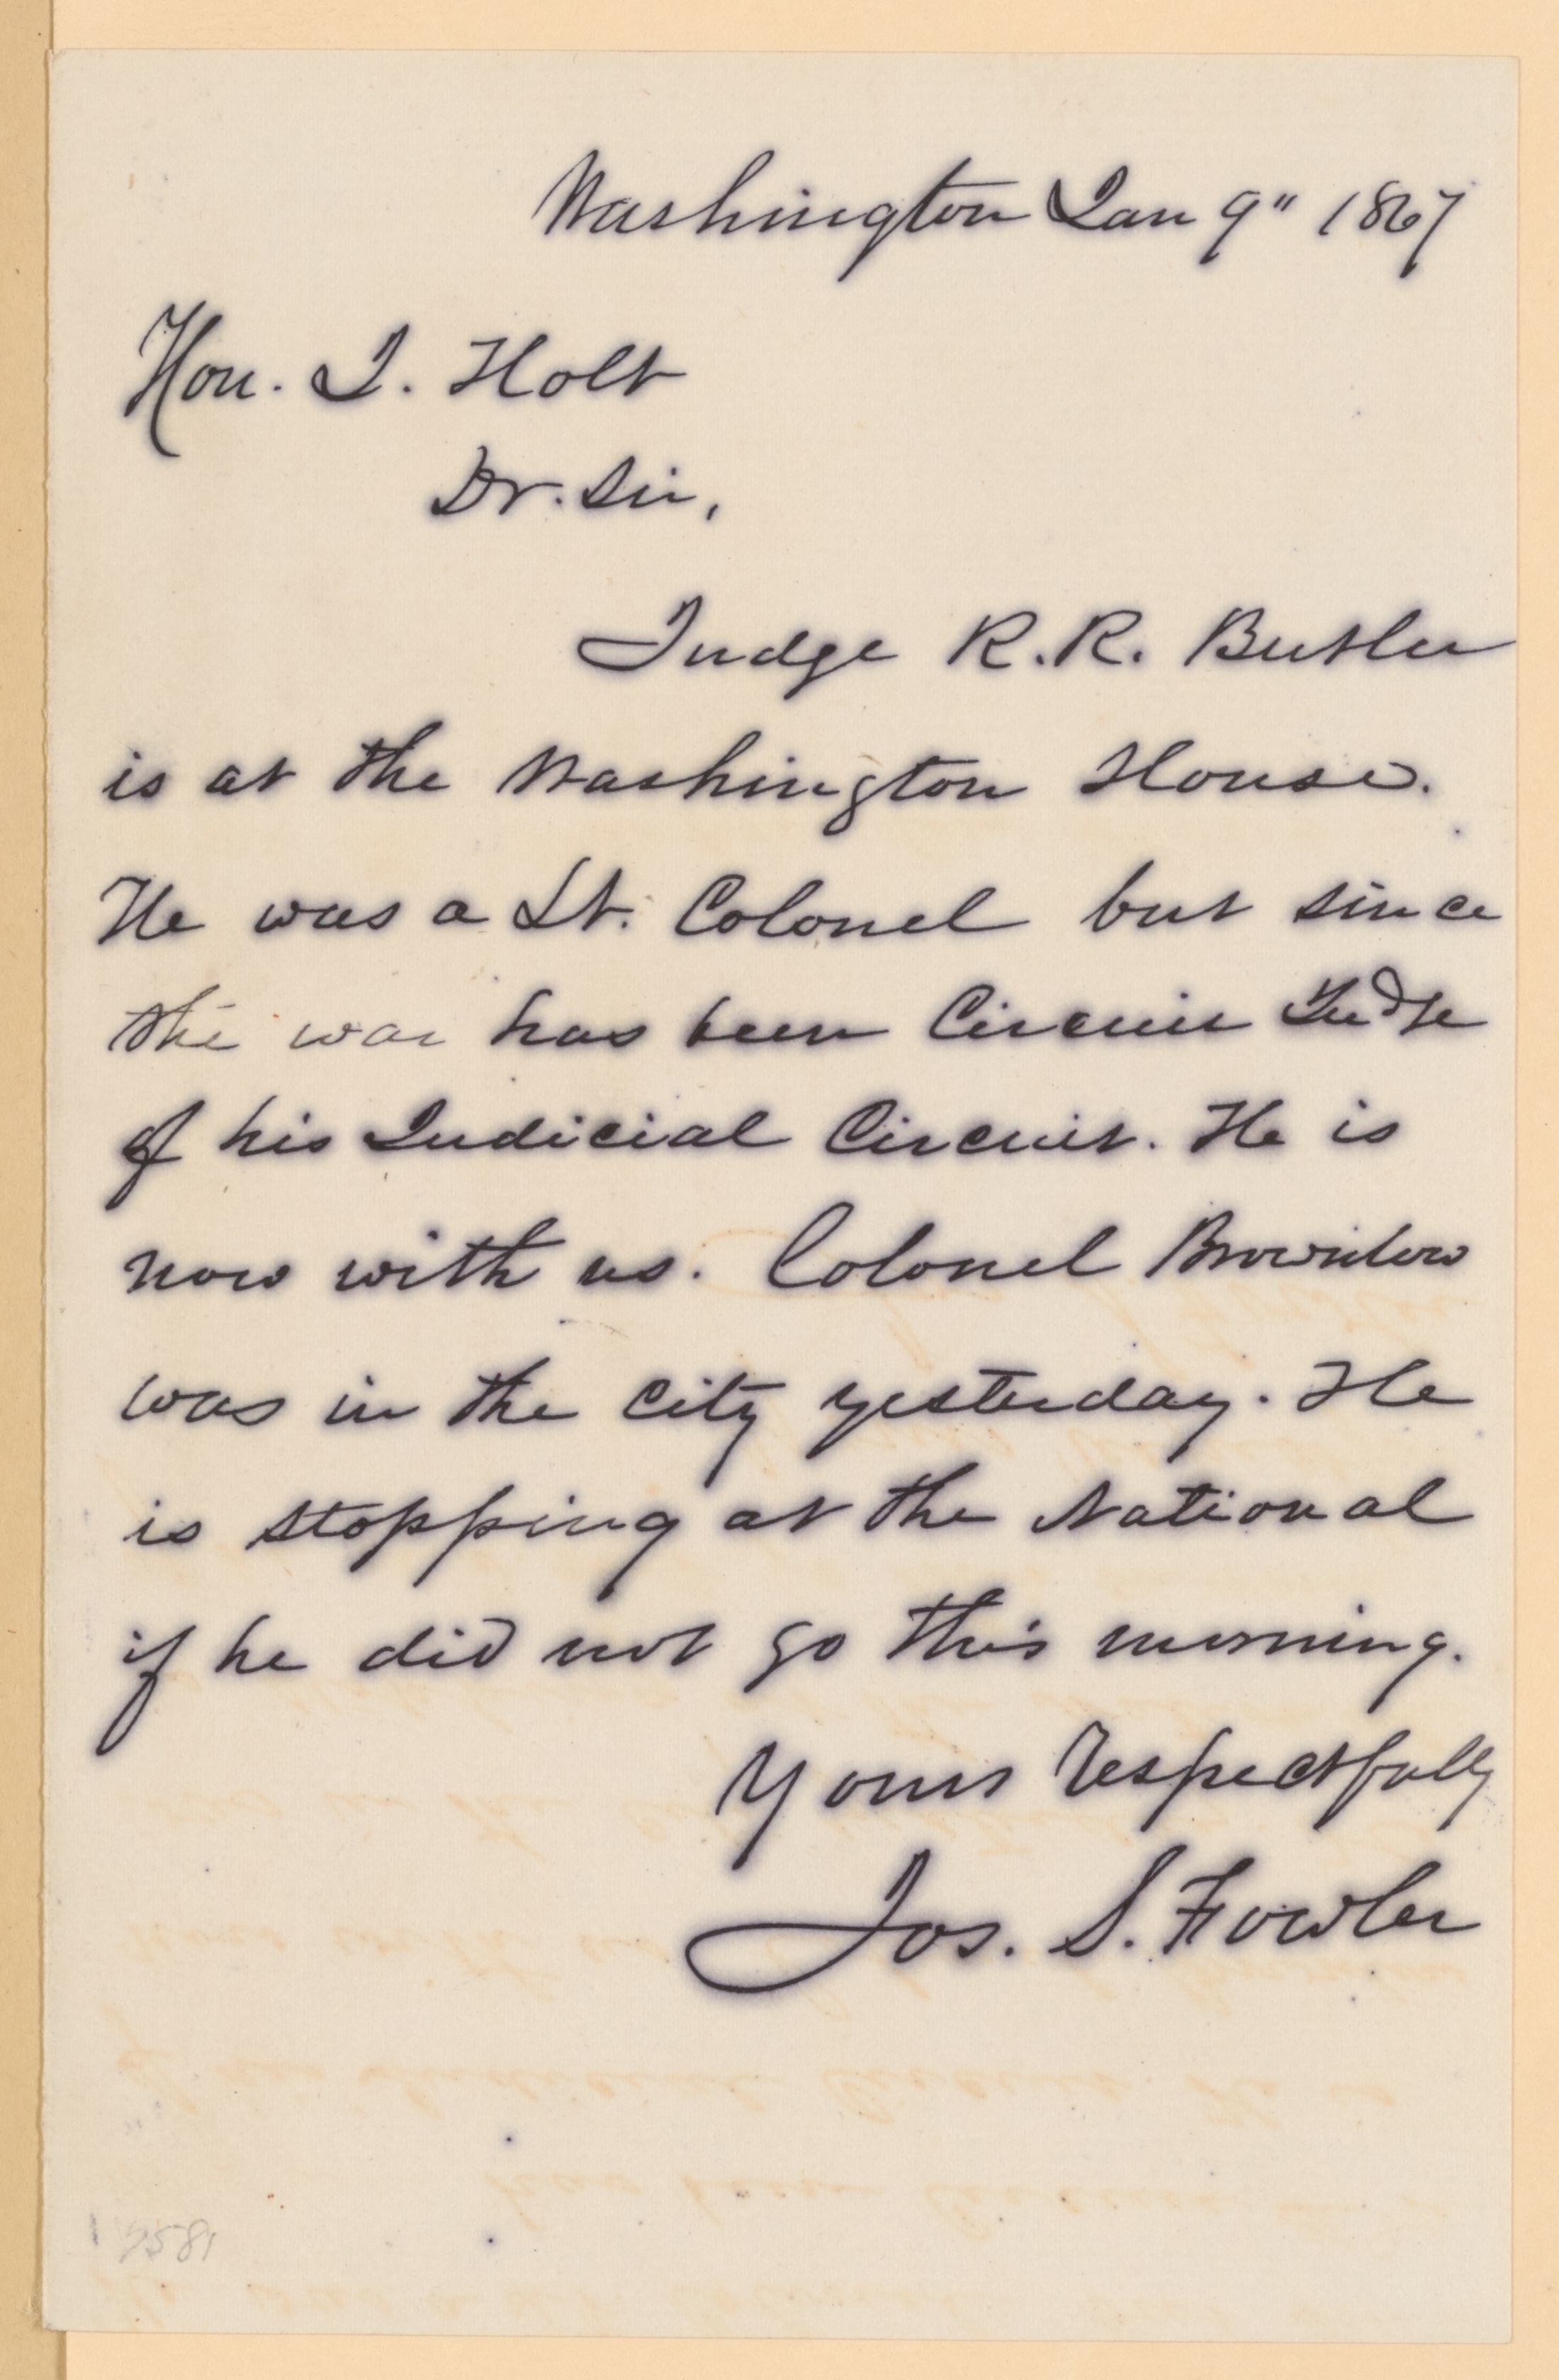 Washington Jan 9" 1867
Hon. J. Holt
Dr. Sir,
Judge R. R. Butler
is at the Washington House.
He was a Lt. Colonel but since
the war has been Circuit Judge
of his Judicial Circuit. He is
now with us. Colonel Brownlow
was in the city yesterday. He
is stopping at the National
if he did not go this morning.
Yours respectfully
Jos. S. Fowler